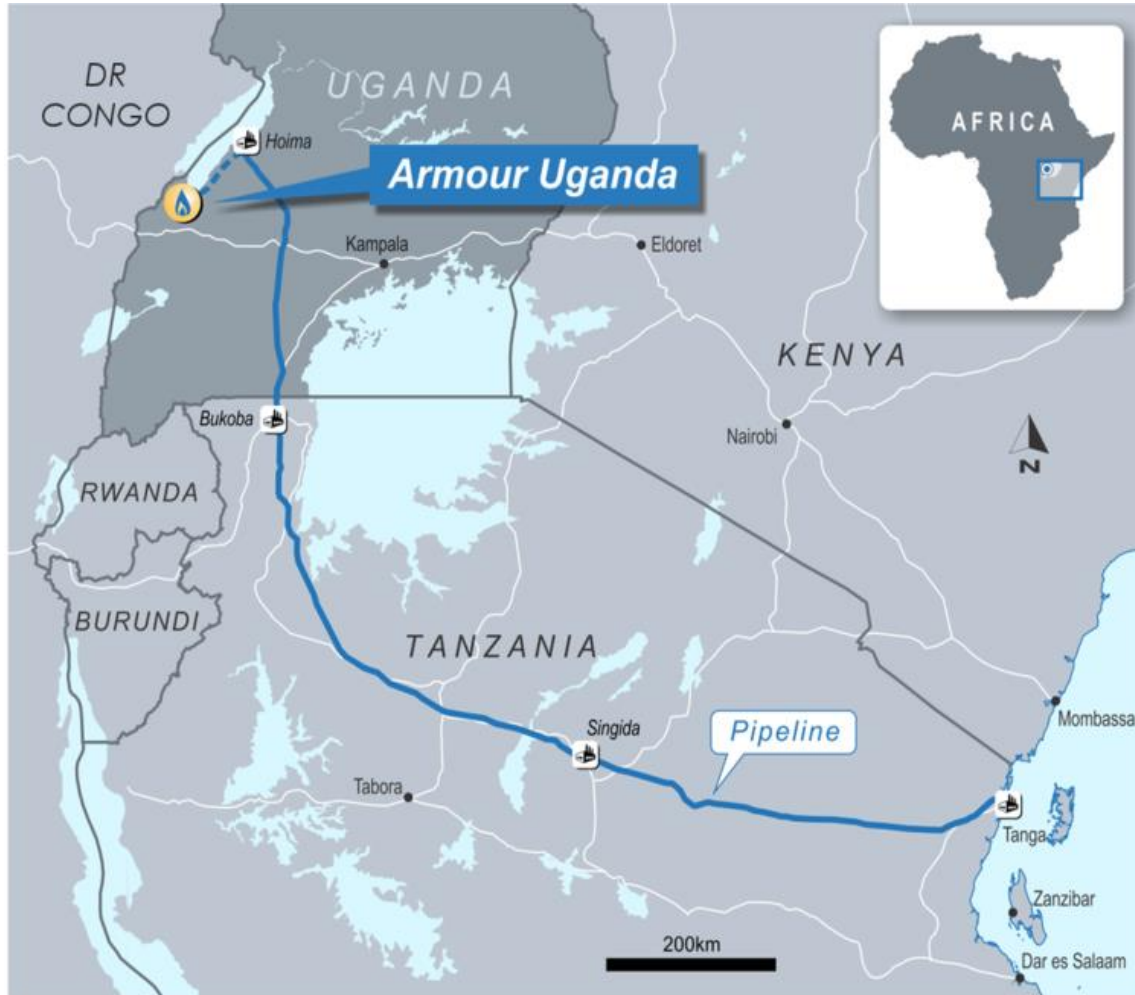 DR
CONGO
UGANDA
AFRICA
Hoima
Armour Uganda
Kampala
Eldoret
KENYA
Bukoba
Nairobi
N
RWANDA
BURUNDI
TANZANIA
Mombassa
Singida
Pipeline
Tabora
Tanga
Zanzibar
200km
Dar es Salaam